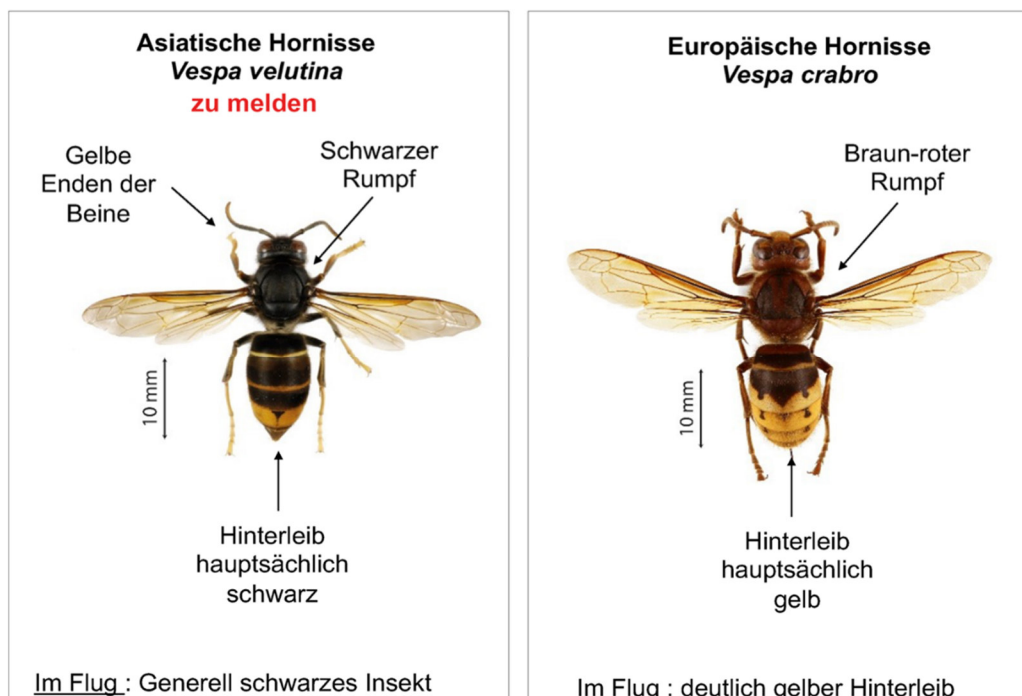 Asiatische Hornisse
Vespa velutina
zu melden
Gelbe
Enden der
Beine
Schwarzer
Rumpf
10 mm
Hinterleib
hauptsächlich
schwarz
Im Flug : Generell schwarzes Insekt
Europäische Hornisse
Vespa crabro
Braun-roter
Rumpf
10 mm
Hinterleib
hauptsächlich
gelb
Im Flug : deutlich gelber Hinterleib